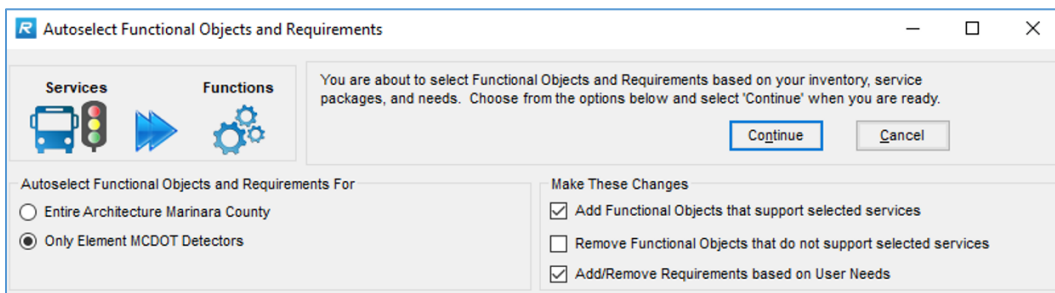 Autoselect Functional Objects and Requirements
Services
Functions
You are about to select Functional Objects and Requirements based on your inventory, service
packages, and needs. Choose from the options below and select 'Continue' when you are ready.
Continue
Cancel
Autoselect Functional Objects and Requirements For
Entire Architecture Marinara County
Only Element MCDOT Detectors
Make These Changes
Add Functional Objects that support selected services
Remove Functional Objects that do not support selected services
Add/Remove Requirements based on User Needs